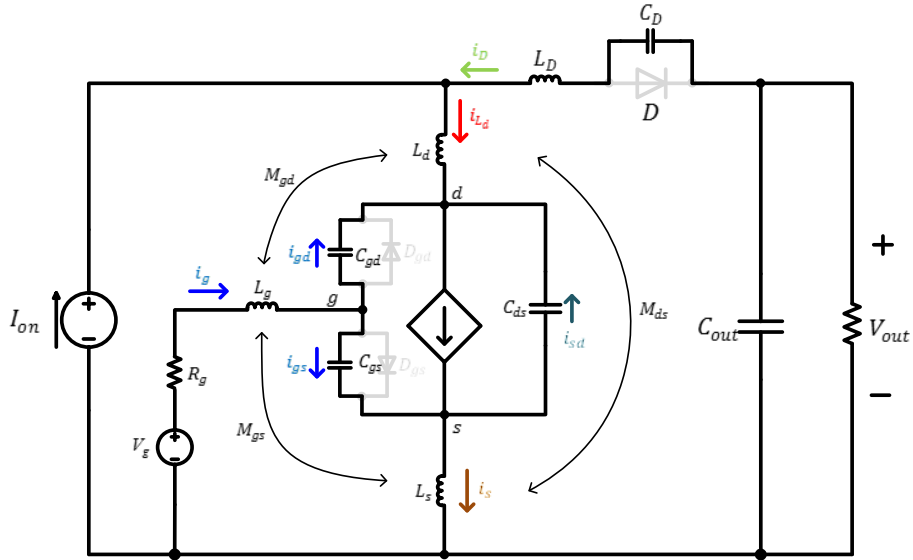 C_D
i_D
L_D
D
i_{L_d}
L_d
M_{gd}
d
i_{gd}
C_{gd}
D_{gd}
i_g
L_g
g
C_{ds}
M_{ds}
+
I_{on}
+
−
i_{sd}
C_{out}
V_{out}
R_g
i_{gs}
C_{gs}
D_{gs}
−
M_{gs}
s
V_g
+
−
L_s
i_s